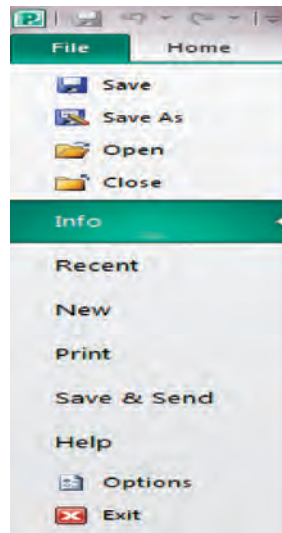 P
File Home
Save
Save As
Open
Close
Info
Recent
New
Print
Save & Send
Help
Options
Exit